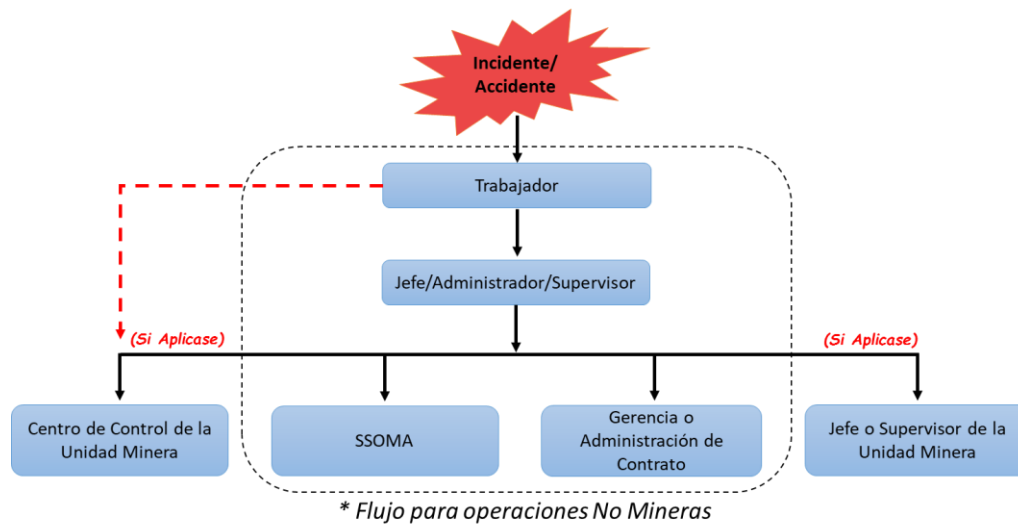 Incidente/
Accidente
Trabajador
Jefe/Administrador/Supervisor
(Si Aplicase)
(Si Aplicase)
Centro de Control de la
Unidad Minera
SSOMA
Gerencia o
Administración de
Contrato
Jefe o Supervisor de la
Unidad Minera
* Flujo para operaciones No Mineras